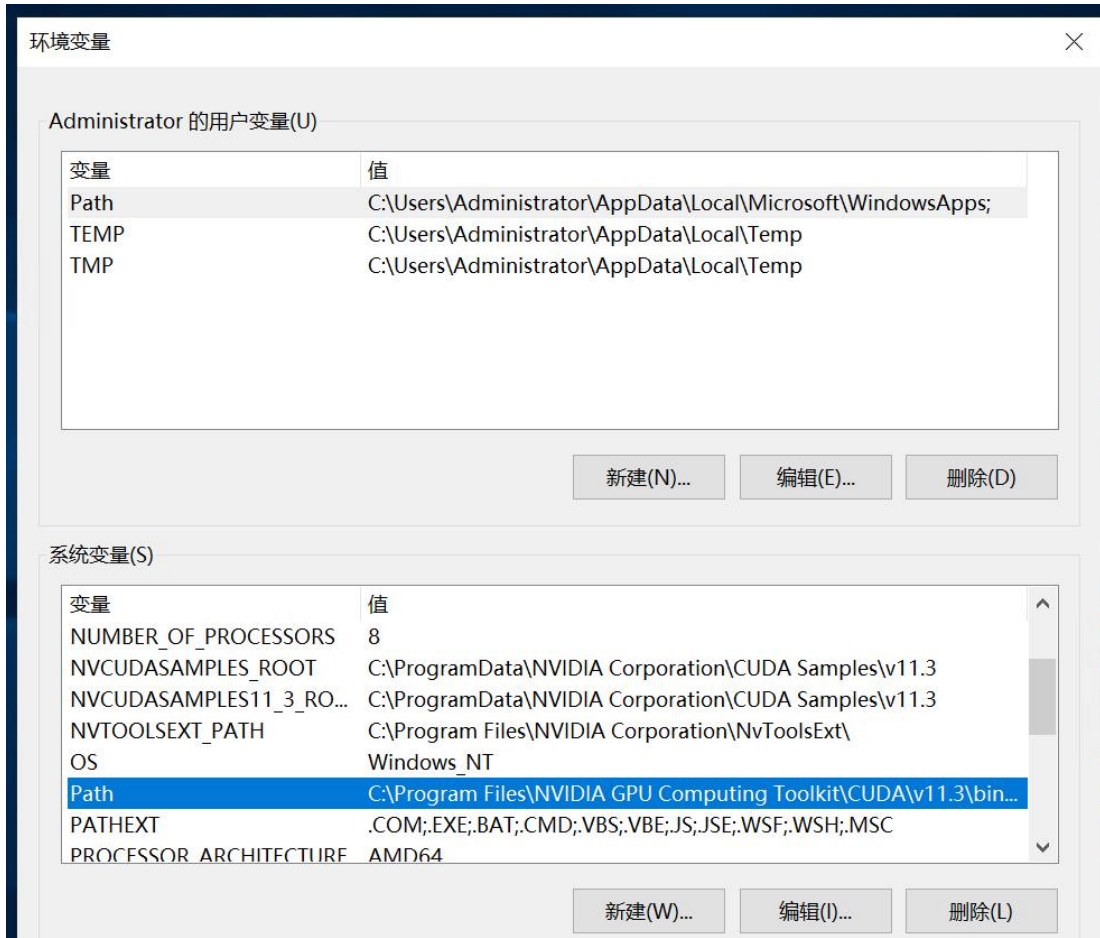 环境变量
Administrator 的用户变量(U)
变量 值
Path C:\Users\Administrator\AppData\Local\Microsoft\WindowsApps;
TEMP C:\Users\Administrator\AppData\Local\Temp
TMP C:\Users\Administrator\AppData\Local\Temp
新建(N)... 编辑(E)... 删除(D)
系统变量(S)
变量 值
NUMBER_OF_PROCESSORS 8
NVCUDASAMPLES_ROOT C:\ProgramData\NVIDIA Corporation\CUDA Samples\v11.3
NVCUDASAMPLES11_3_RO... C:\ProgramData\NVIDIA Corporation\CUDA Samples\v11.3
NVTOOLSEXT_PATH C:\Program Files\NVIDIA Corporation\NvToolsExt\
OS Windows_NT
Path C:\Program Files\NVIDIA GPU Computing Toolkit\CUDA\v11.3\bin...
PATHEXT .COM;.EXE;.BAT;.CMD;.VBS;.VBE;.JS;.JSE;.WSF;.WSH;.MSC
PROCESSOR_ARCHITECTURE AMD64
新建(W)... 编辑(I)... 删除(L)